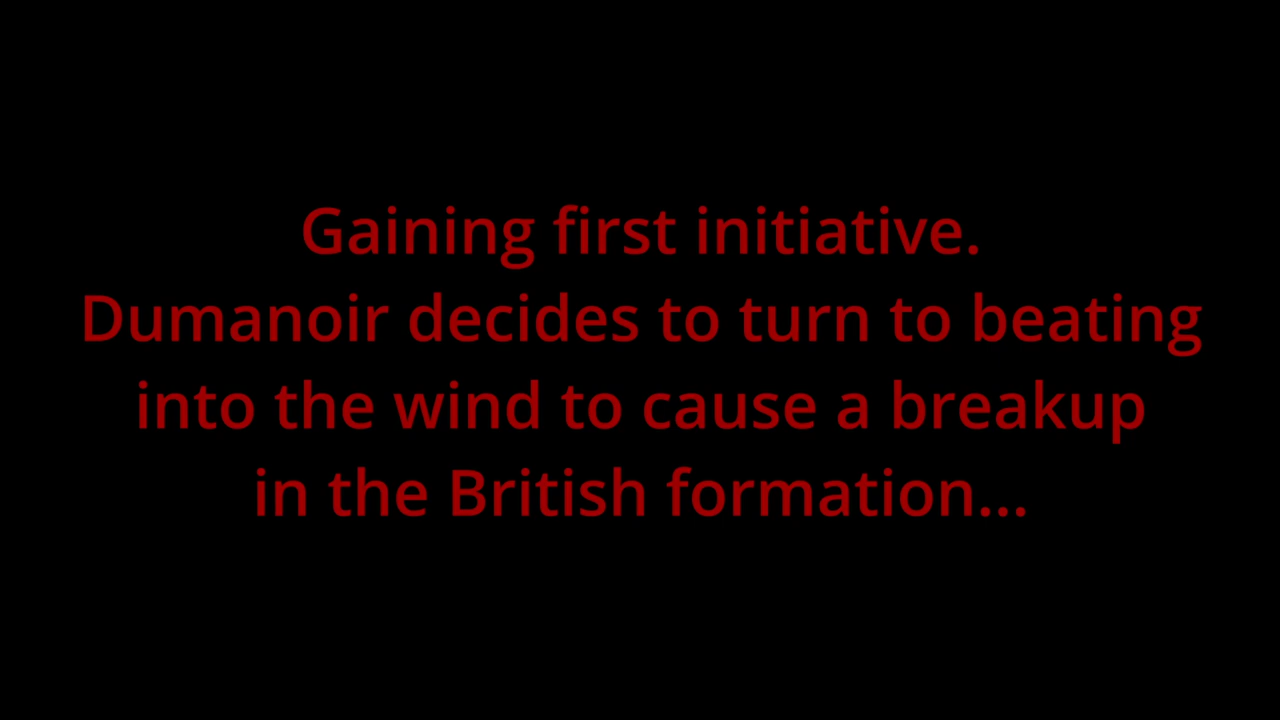 Gaining first initiative.
Dumanoir decides to turn to beating
into the wind to cause a breakup
in the British formation...